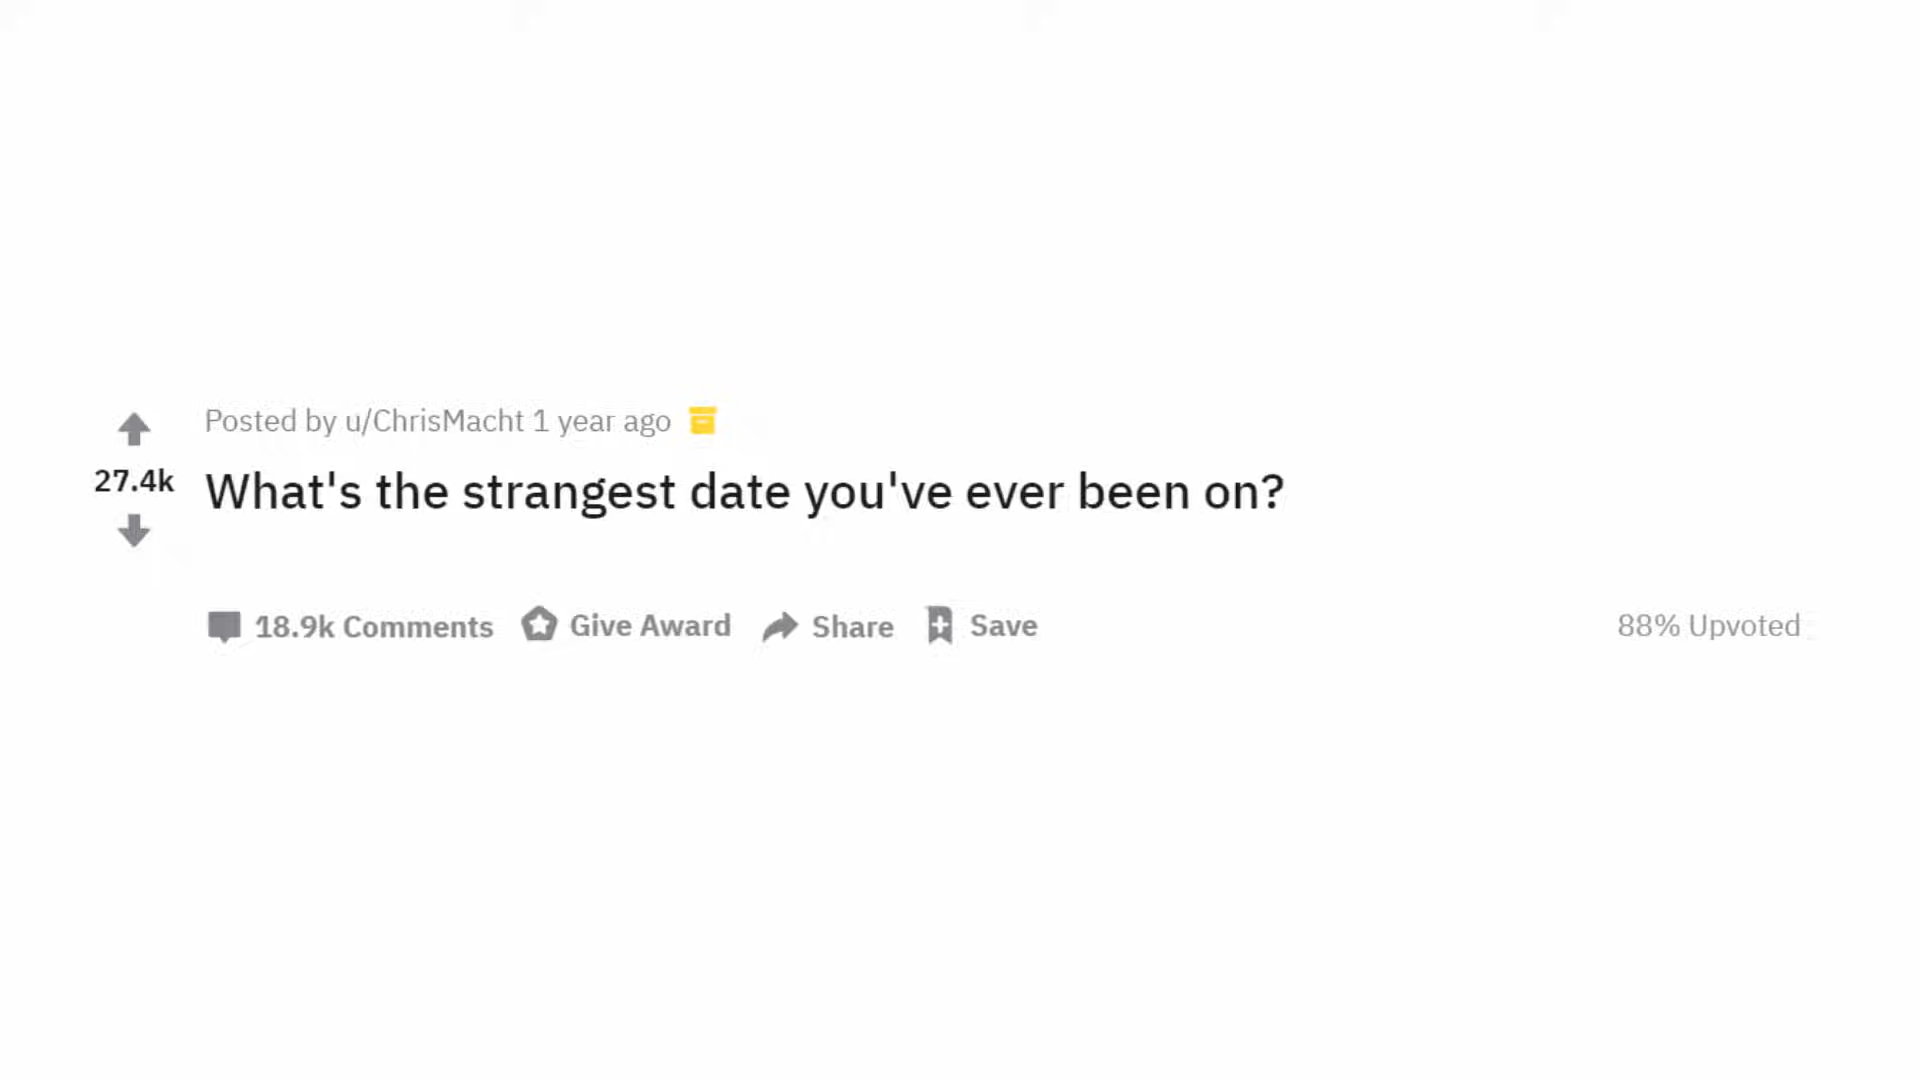 Posted by u/ChrisMacht 1 year ago
27.4k
What's the strangest date you've ever been on?
18.9k Comments Give Award Share Save 88% Upvoted